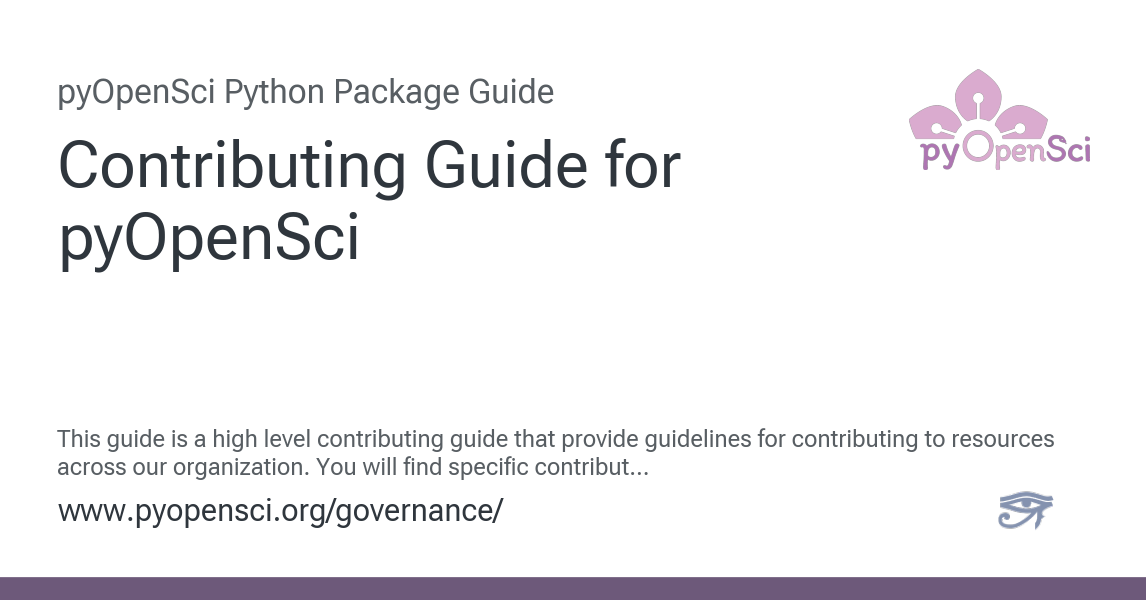 pyOpenSci Python Package Guide
Contributing Guide for
pyOpenSci
pyOpenSci
This guide is a high level contributing guide that provide guidelines for contributing to resources
across our organization. You will find specific contribut...
www.pyopensci.org/governance/